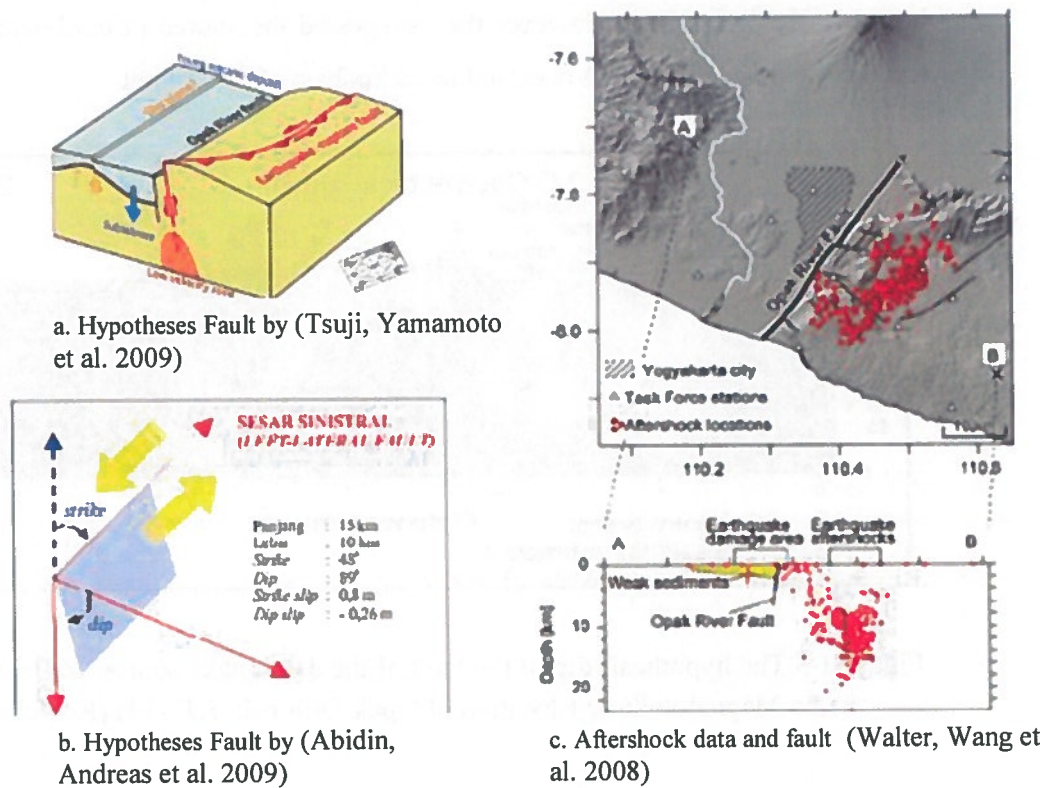 Opak River fault
Subsidence
a. Hypotheses Fault by (Tsuji, Yamamoto
et al. 2009)
SESAR SINISTRAL
(LEFT-LATERAL FAULT)
strike
dip
Panjang : 15 km
Lebar : 10 km
Strike : 48°
Dip : 89°
Strike slip : 0,8 m
Dip slip : - 0,26 m
b. Hypotheses Fault by (Abidin,
Andreas et al. 2009)
-7.6
A
-7.8
Opak River Fault
-8.0
B
Yogyakarta city
Task Force stations
Aftershock locations
110.2 110.4
Earthquake damage area
Earthquake aftershocks
A
0 0
Weak sediments
Opak River Fault
Depth [km]
10
20
c. Aftershock data and fault (Walter, Wang et
al. 2008)